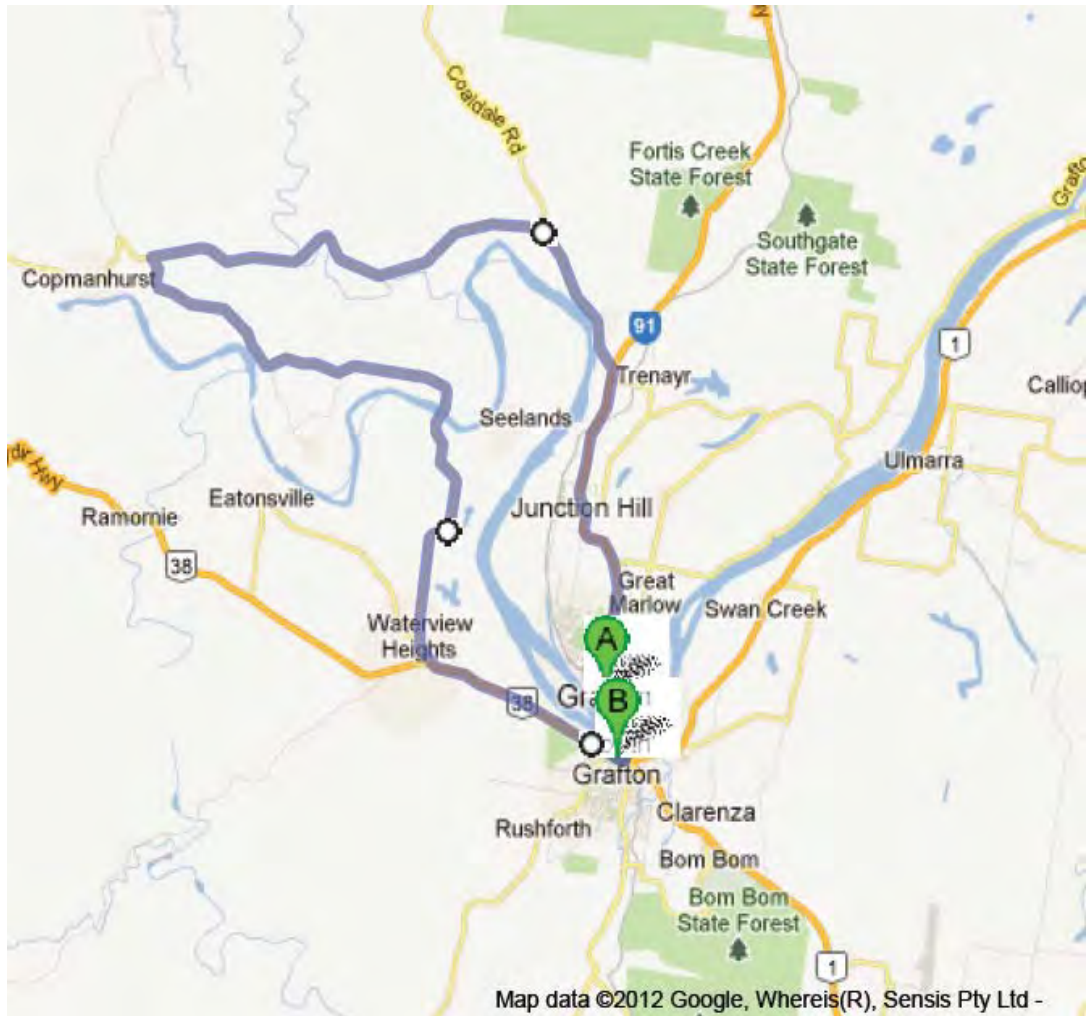 Coaldale Rd
Fortis Creek
State Forest
Southgate
State Forest
Copmanhurst
91
1
Trenayr
Calliop
Seelands
Ulmarra
Eatonsville
Ramornie
Junction Hill
38
Great
Marlow
Swan Creek
Waterview
Heights
A
38
B
Grafton
Clarenza
Rushforth
Bom Bom
Bom Bom
State Forest
1
Map data ©2012 Google, Whereis(R), Sensis Pty Ltd -